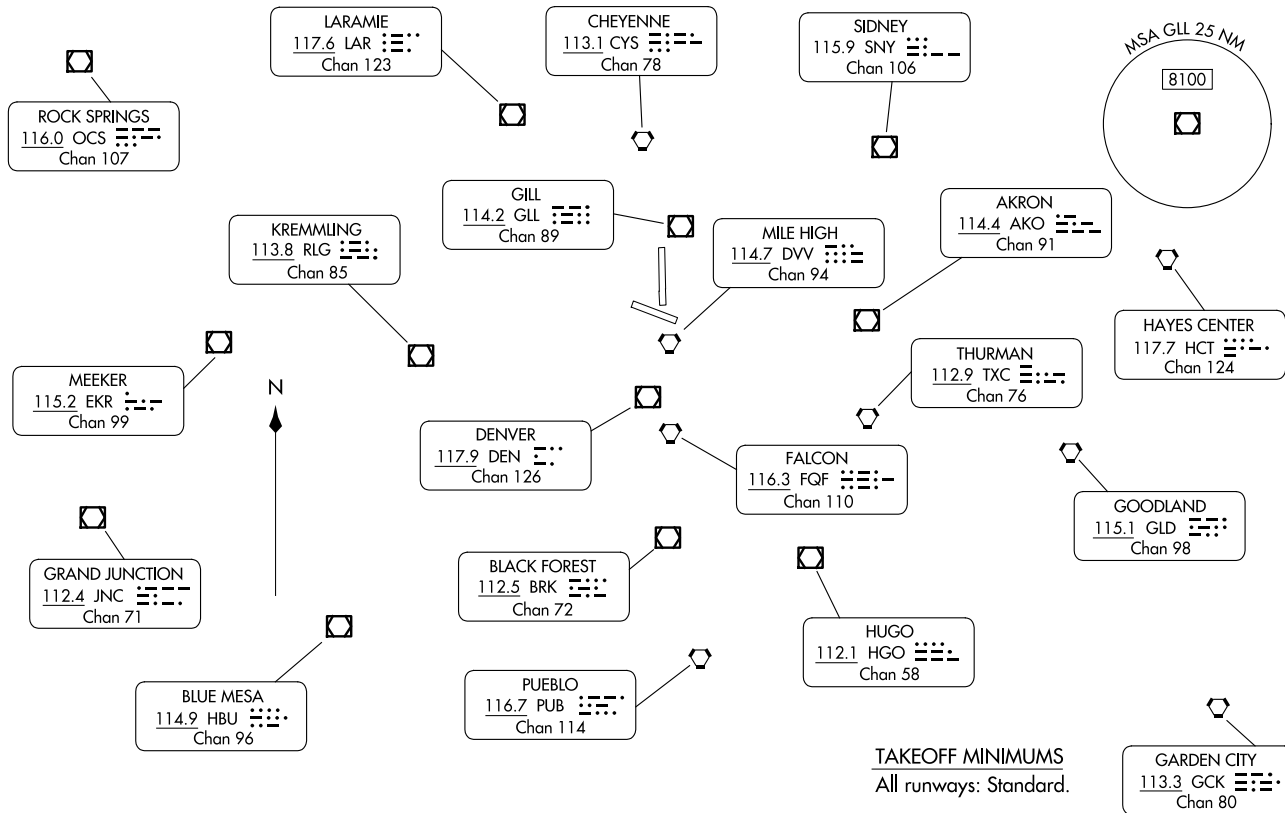 LARAMIE
117.6 LAR
Chan 123
CHEYENNE
113.1 CYS
Chan 78
SIDNEY
115.9 SNY
Chan 106
MSA GLL 25 NM
8100
ROCK SPRINGS
116.0 OCS
Chan 107
GILL
114.2 GLL
Chan 89
AKRON
114.4 AKO
Chan 91
KREMMLING
113.8 RLG
Chan 85
MILE HIGH
114.7 DVV
Chan 94
HAYES CENTER
117.7 HCT
Chan 124
THURMAN
112.9 TXC
Chan 76
MEEKER
115.2 EKR
Chan 99
N
DENVER
117.9 DEN
Chan 126
FALCON
116.3 FQF
Chan 110
GOODLAND
115.1 GLD
Chan 98
GRAND JUNCTION
112.4 JNC
Chan 71
BLACK FOREST
112.5 BRK
Chan 72
HUGO
112.1 HGO
Chan 58
BLUE MESA
114.9 HBU
Chan 96
PUEBLO
116.7 PUB
Chan 114
TAKEOFF MINIMUMS
All runways: Standard.
GARDEN CITY
113.3 GCK
Chan 80